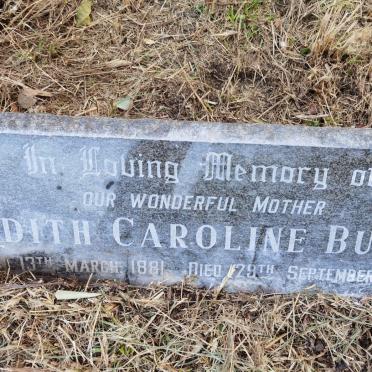 In Loving Memory of
OUR WONDERFUL MOTHER
DITH CAROLINE BU
13TH MARCH 1881. DIED 29TH SEPTEMBER